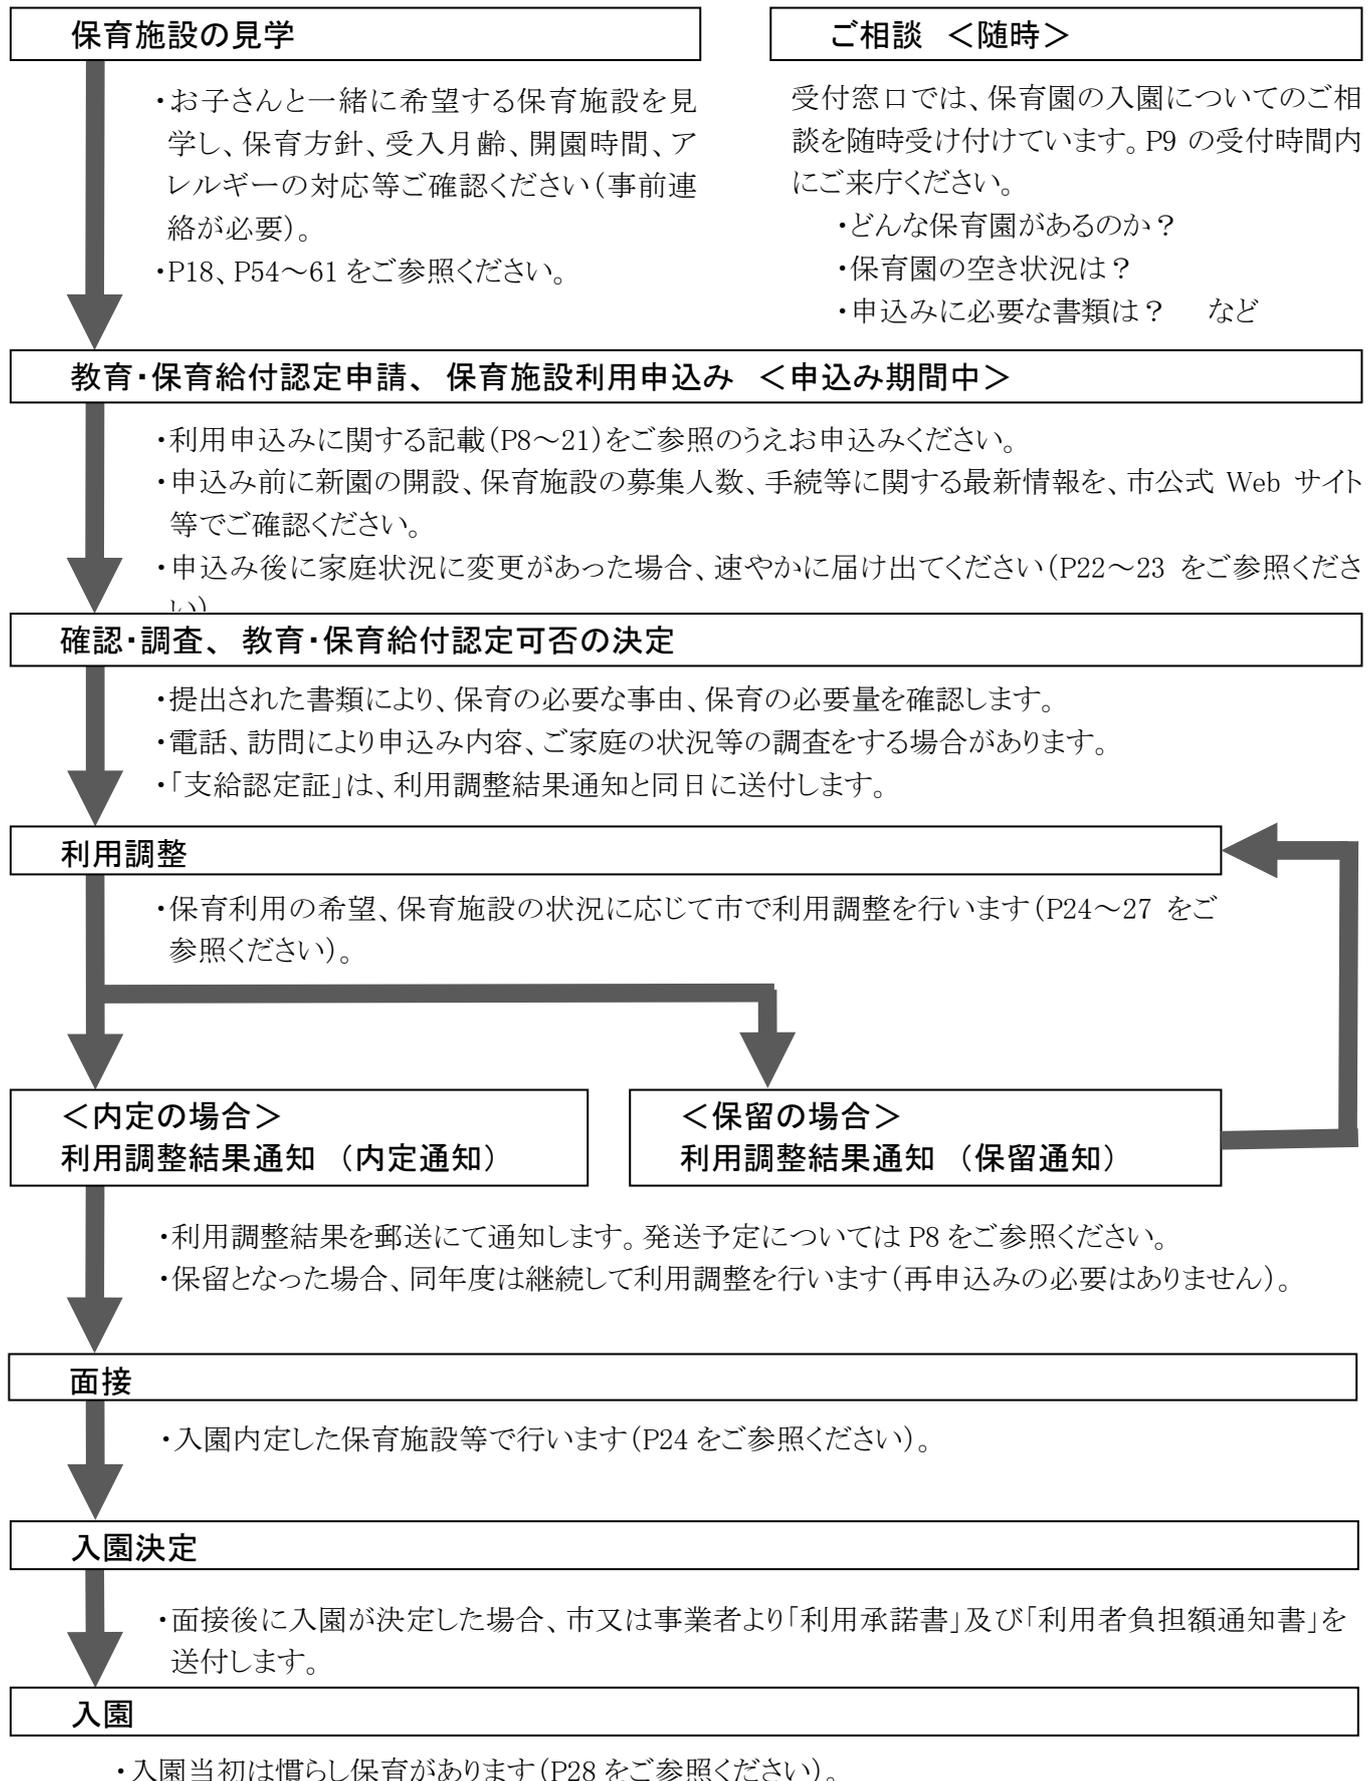 保育施設の見学
・お子さんと一緒に希望する保育施設を見
学し、保育方針、受入月齢、開園時間、ア
レルギーの対応等ご確認ください（事前連
絡が必要）。
・P18、P54～61をご参照ください。
ご相談　＜随時＞
受付窓口では、保育園の入園についてのご相
談を随時受け付けています。P9 の受付時間内
にご来庁ください。
・どんな保育園があるのか？
・保育園の空き状況は？
・申込みに必要な書類は？　など
教育・保育給付認定申請、保育施設利用申込み　＜申込み期間中＞
・利用申込みに関する記載（P8～21）をご参照のうえお申込みください。
・申込み前に新園の開設、保育施設の募集人数、手続等に関する最新情報を、市公式 Web サイト
等でご確認ください。
・申込み後に家庭状況に変更があった場合、速やかに届け出てください（P22～23 をご参照くださ
い）
確認・調査、教育・保育給付認定可否の決定
・提出された書類により、保育の必要な事由、保育の必要量を確認します。
・電話、訪問により申込み内容、ご家庭の状況等の調査をする場合があります。
・「支給認定証」は、利用調整結果通知と同日に送付します。
利用調整
・保育利用の希望、保育施設の状況に応じて市で利用調整を行います（P24～27 をご
参照ください）。
＜内定の場合＞
利用調整結果通知　（内定通知）
＜保留の場合＞
利用調整結果通知　（保留通知）
・利用調整結果を郵送にて通知します。発送予定については P8 をご参照ください。
・保留となった場合、同年度は継続して利用調整を行います（再申込みの必要はありません）。
面接
・入園内定した保育施設等で行います（P24 をご参照ください）。
入園決定
・面接後に入園が決定した場合、市又は事業者より「利用承諾書」及び「利用者負担額通知書」を
送付します。
入園
・入園当初は慣らし保育があります（P28 をご参照ください）。